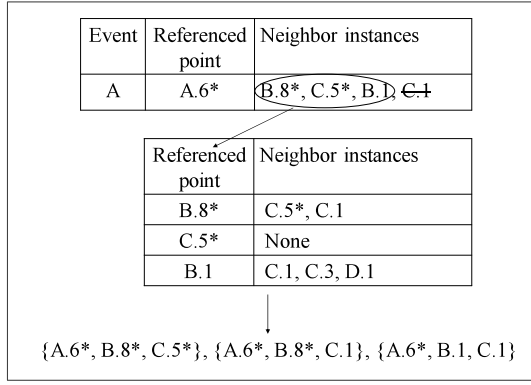 Event Referenced point Neighbor instances
A A.6* B.8*, C.5*, B.1, C.1
Referenced point Neighbor instances
B.8* C.5*, C.1
C.5* None
B.1 C.1, C.3, D.1
{A.6*, B.8*, C.5*}, {A.6*, B.8*, C.1}, {A.6*, B.1, C.1}